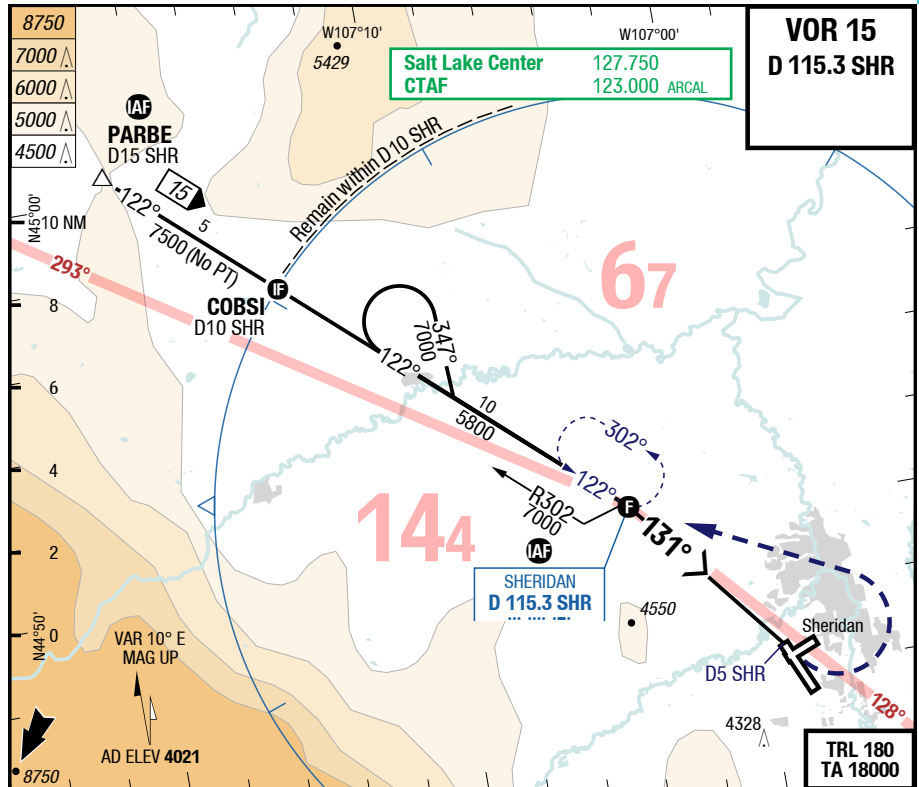 8750
7000
6000
5000
4500
W107°10'
5429
W107°00'
Salt Lake Center 127.750
CTAF 123.000 ARCAL
VOR 15
D 115.3 SHR
IAF
PARBE
D15 SHR
Remain within D10 SHR
122°
15
5
7500 (No PT)
N45°00'
10 NM
293°
IF
COBSI
D10 SHR
8
67
347°
7000
122°
6
10
5800
302°
4
122°
R302
7000
F
131°
144
IAF
2
SHERIDAN
D 115.3 SHR
4550
Sheridan
N44°50'
0
VAR 10° E
MAG UP
D5 SHR
128°
4328
AD ELEV 4021
8750
TRL 180
TA 18000